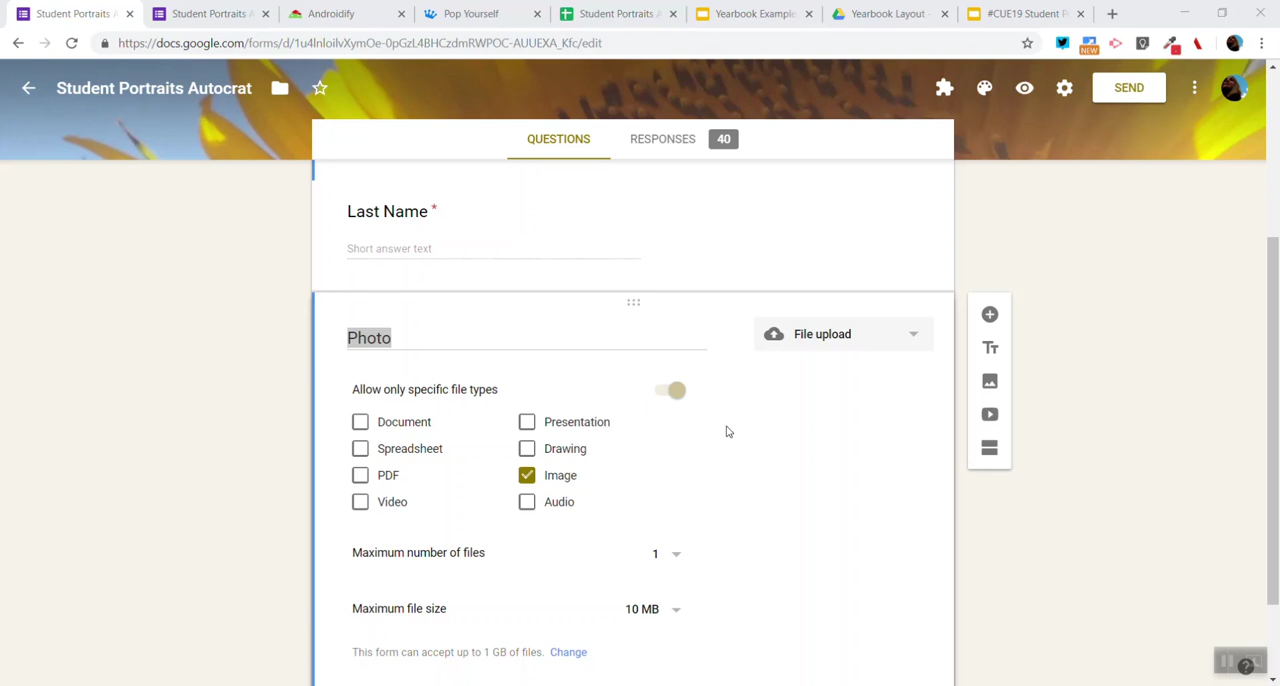 Student Portraits A
Student Portraits A
Androidify
Pop Yourself
Student Portraits A
Yearbook Example
Yearbook Layout -
#CUE19 Student P
https://docs.google.com/forms/d/1u4lnloilvXymOe-0pGzL4BHCzdmRWPOC-AUUEXA_Kfc/edit
NEW
Student Portraits Autocrat
SEND
QUESTIONS
RESPONSES 40
Last Name *
Short answer text
Photo
File upload
Allow only specific file types
Document
Presentation
Spreadsheet
Drawing
PDF
Image
Video
Audio
Maximum number of files
1
Maximum file size
10 MB
This form can accept up to 1 GB of files. Change